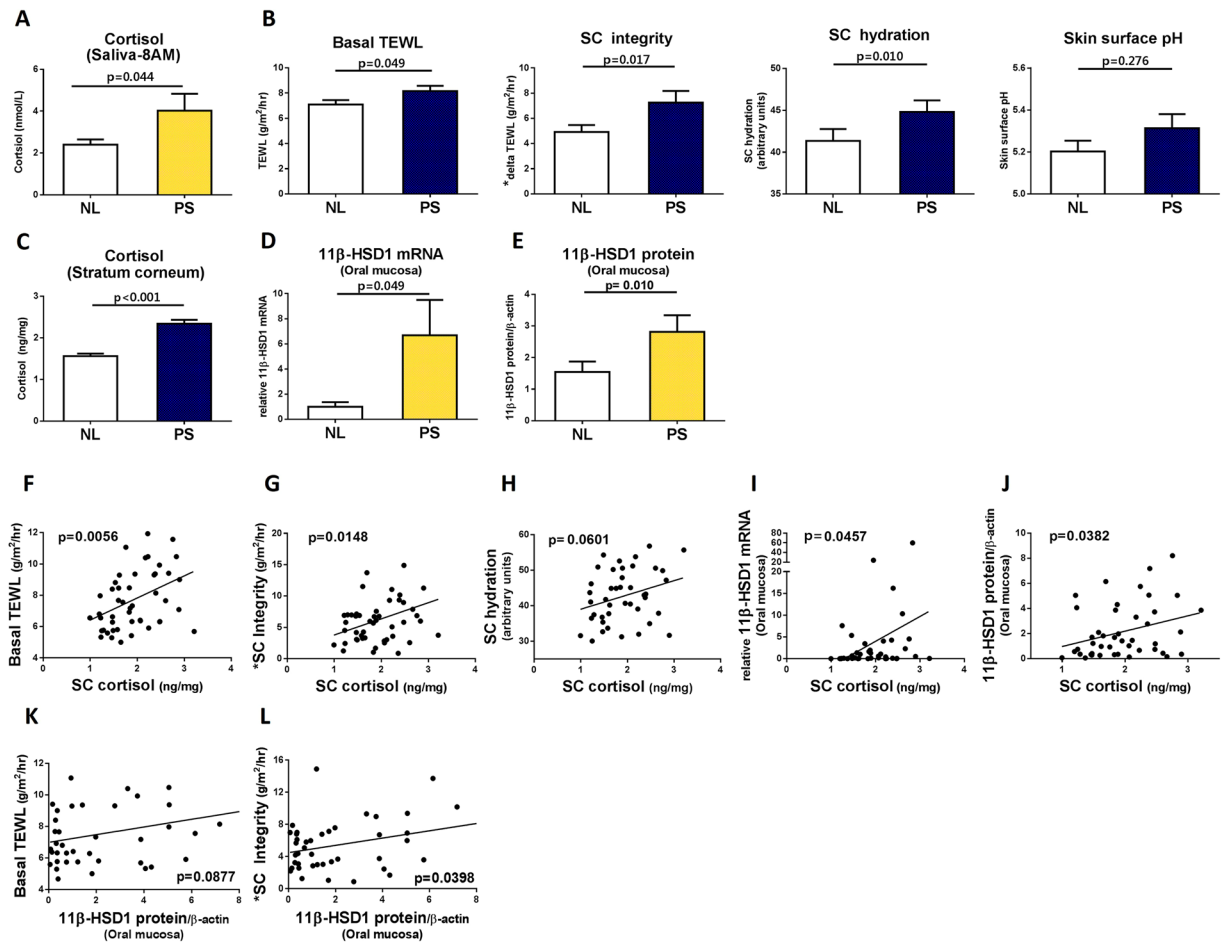 A
Cortisol
(Saliva-8AM)
p=0.044
Cortsiol (nmol/L)
6
4
2
0
NL
PS
B
Basal TEWL
p=0.049
TEWL (g/m²/hr)
10
8
6
4
2
0
NL
PS
SC integrity
p=0.017
*delta TEWL (g/m²/hr)
10
8
6
4
2
0
NL
PS
SC hydration
p=0.010
SC hydration
(arbitrary units)
50
45
40
35
NL
PS
Skin surface pH
p=0.276
Skin surface pH
5.6
5.4
5.2
5.0
NL
PS
C
Cortisol
(Stratum corneum)
p<0.001
Cortisol (ng/mg)
3
2
1
0
NL
PS
D
11β-HSD1 mRNA
(Oral mucosa)
p=0.049
relative 11β-HSD1 mRNA
10
8
6
4
2
0
NL
PS
E
11β-HSD1 protein
(Oral mucosa)
p= 0.010
11β-HSD1 protein/β-actin
4
3
2
1
0
NL
PS
F
p=0.0056
Basal TEWL (g/m²/hr)
12
10
8
6
4
0
1
2
3
4
SC cortisol (ng/mg)
G
p=0.0148
*SC Integrity (g/m²/hr)
20
15
10
5
0
0
1
2
3
4
SC cortisol (ng/mg)
H
p=0.0601
SC hydration
(arbitrary units)
60
50
40
30
0
1
2
3
4
SC cortisol (ng/mg)
I
p=0.0457
relative 11β-HSD1 mRNA
(Oral mucosa)
80
60
40
20
20
15
10
5
0
0
1
2
3
4
SC cortisol (ng/mg)
J
p=0.0382
11β-HSD1 protein/β-actin
(Oral mucosa)
10
8
6
4
2
0
1
2
3
SC cortisol (ng/mg)
K
Basal TEWL (g/m²/hr)
12
10
8
6
4
p=0.0877
0
2
4
6
8
11β-HSD1 protein/β-actin
(Oral mucosa)
L
*SC Integrity (g/m²/hr)
16
12
8
4
0
p=0.0398
0
2
4
6
8
11β-HSD1 protein/β-actin
(Oral mucosa)